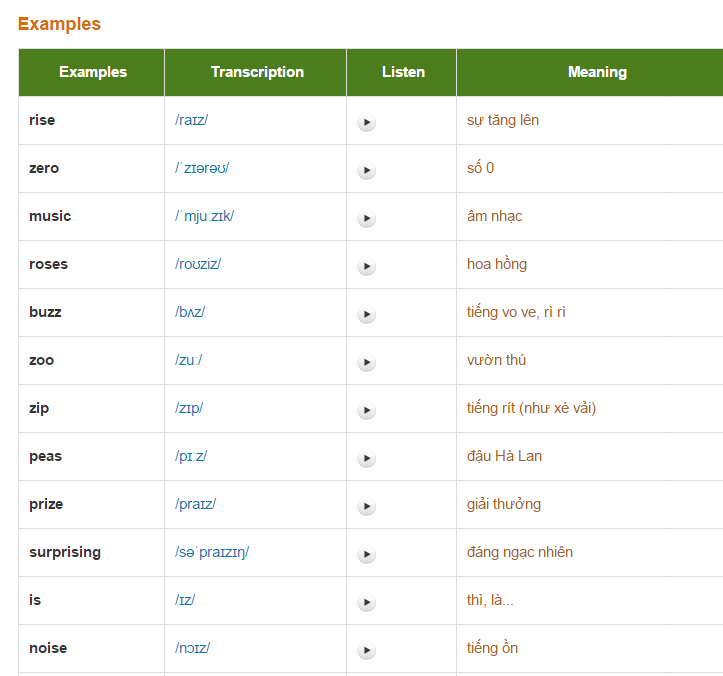 Examples
Examples Transcription Listen Meaning
rise /raɪz/ sự tăng lên
zero /ˈzɪərəʊ/ số 0
music /ˈmjuːzɪk/ âm nhạc
roses /roʊziz/ hoa hồng
buzz /bʌz/ tiếng vo ve, rì rì
zoo /zuː/ vườn thú
zip /zɪp/ tiếng rít (như xé vải)
peas /pɪːz/ đậu Hà Lan
prize /praɪz/ giải thưởng
surprising /səˈpraɪzɪŋ/ đáng ngạc nhiên
is /ɪz/ thì, là...
noise /nɔɪz/ tiếng ồn